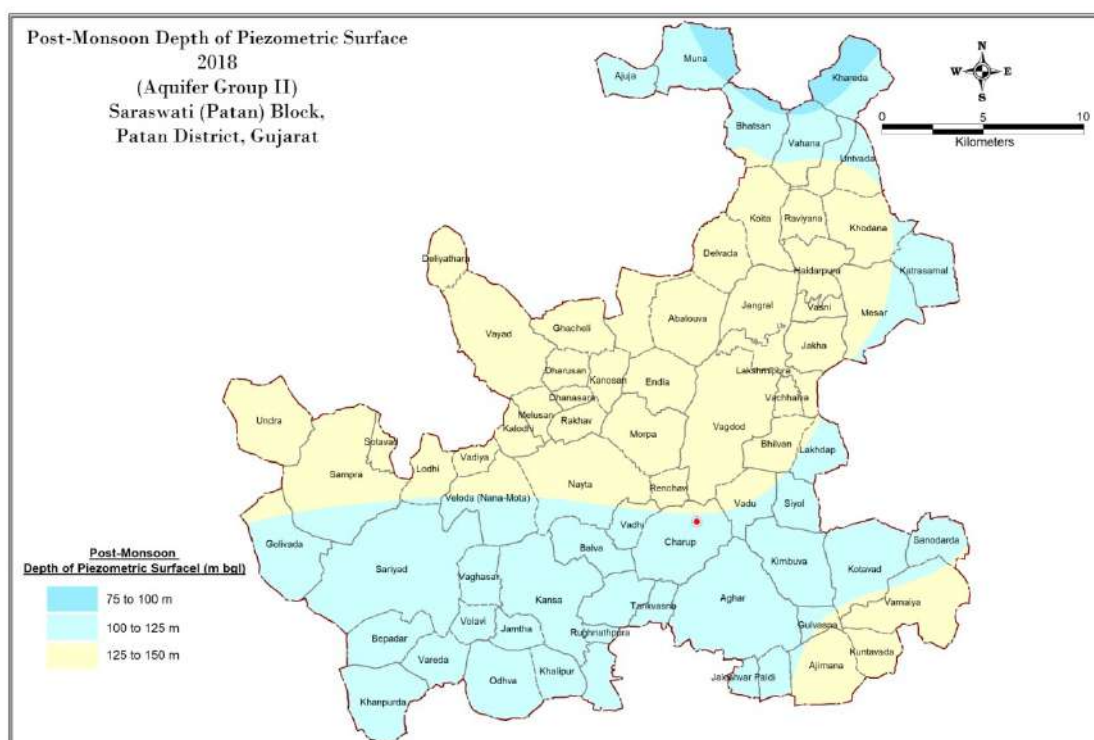 Post-Monsoon Depth of Piezometric Surface
2018
(Aquifer Group II)
Saraswati (Patan) Block,
Patan District, Gujarat
N
W E
S
0 5 10
Kilometers
Muna
Ajuja
Khareda
Bhatsan
Vahana
Untvada
Koita
Raviyana
Khodana
Delvada
Deliyathara
Haldarpura
Katrasamal
Jangral
Vasni
Abalouva
Mesar
Vayad
Ghacheli
Jakha
Dharusan
Lakshmipura
Kanosan
Endla
Vachhalva
Dhanasara
Undra
Melusan
Rakhav
Kalodhi
Morpa
Vagdod
Sotavad
Bhilvan
Lakhdap
Vadiya
Lodhi
Sampra
Nayta
Renchavi
Veloda (Nana-Mota)
Vadu
Siyol
Golivada
Vadhi
Charup
Sanodarda
Balva
Kimbuva
Kotavad
Sariyad
Vaghasar
Kansa
Aghar
Vamaiya
Tankvasna
Volavi
Jamtha
Gulvasna
Bepadar
Rughnathpura
Vareda
Kuntavada
Ajimana
Khalipur
Odhva
Paldi
Khanpurda
Post-Monsoon
Depth of Piezometric Surfacel (m bgl)
75 to 100 m
100 to 125 m
125 to 150 m